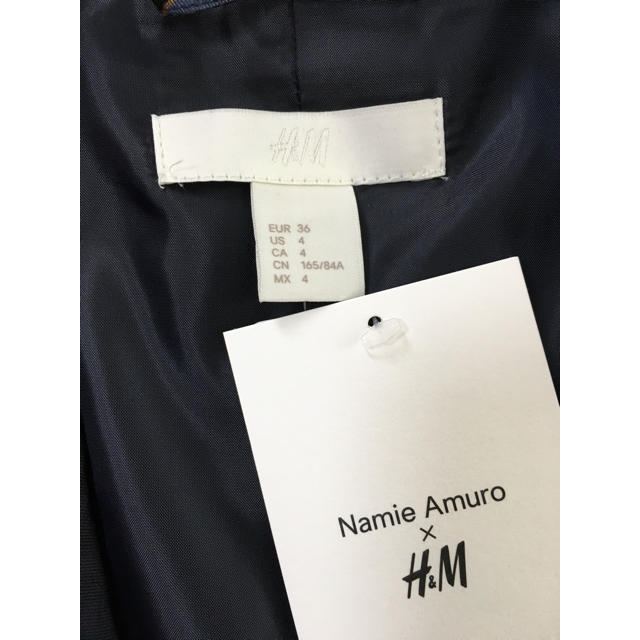 H&M
EUR 36
US 4
CA 4
CN 165/84A
MX 4
Namie Amuro
×
H&M